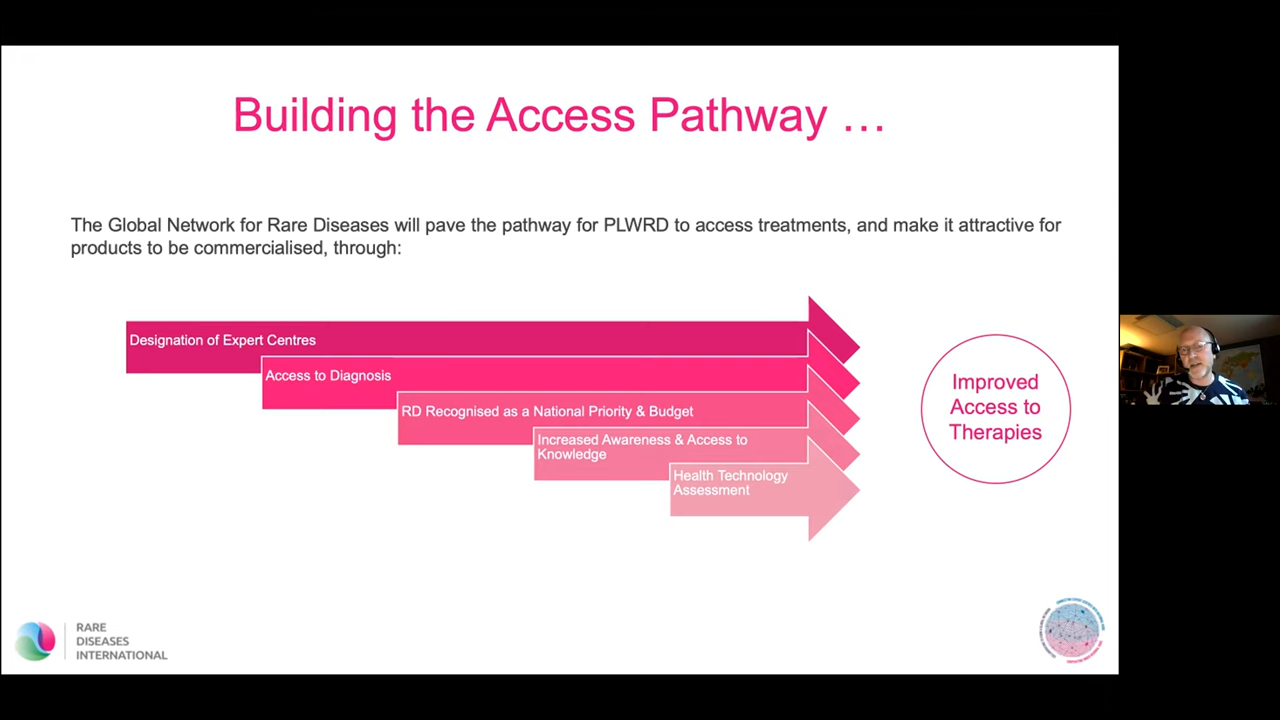 Building the Access Pathway …
The Global Network for Rare Diseases will pave the pathway for PLWRD to access treatments, and make it attractive for
products to be commercialised, through:
Designation of Expert Centres
Access to Diagnosis
RD Recognised as a National Priority & Budget
Increased Awareness & Access to
Knowledge
Health Technology
Assessment
Improved
Access to
Therapies
RARE
DISEASES
INTERNATIONAL